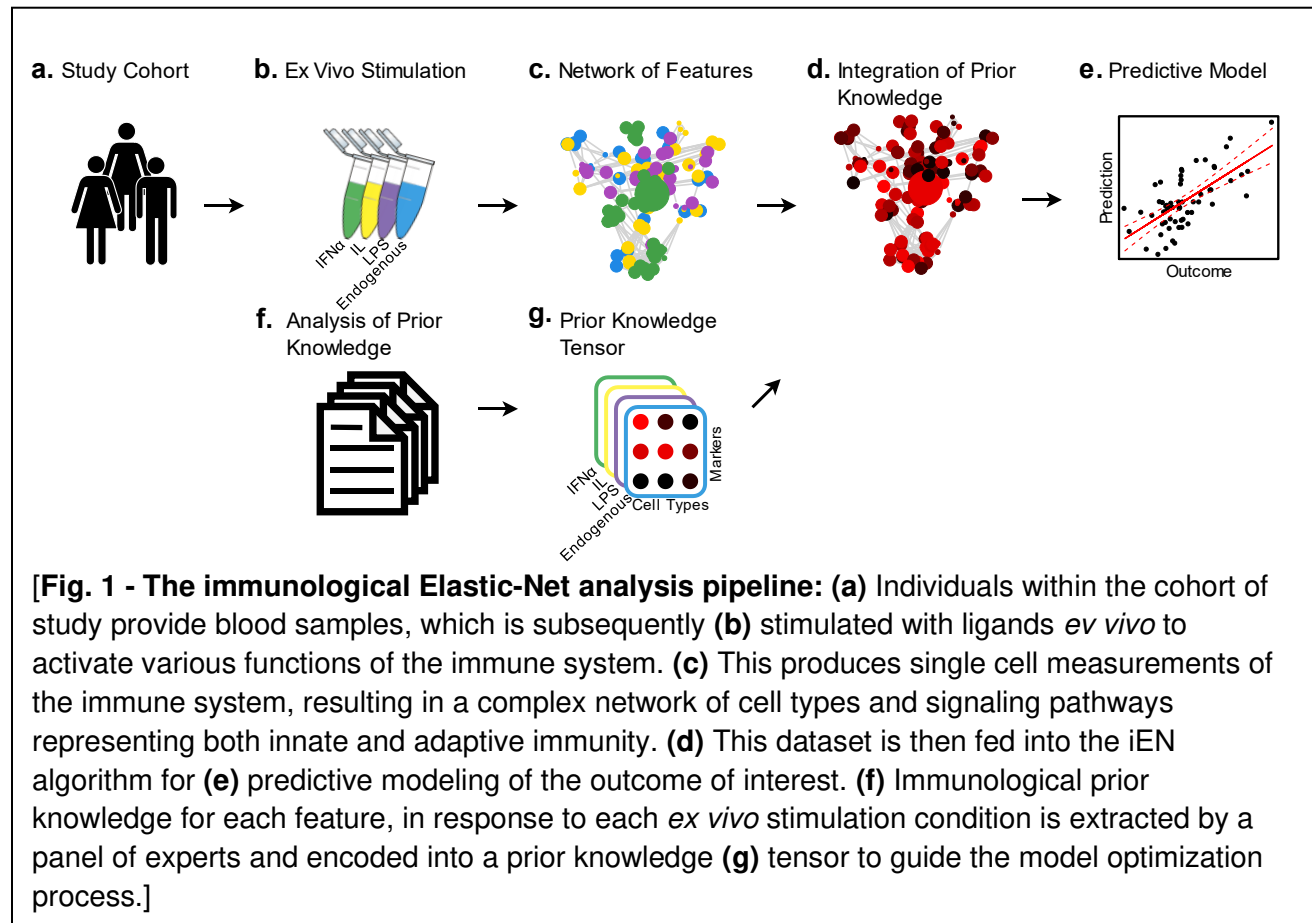 a. Study Cohort
b. Ex Vivo Stimulation
c. Network of Features
d. Integration of Prior
Knowledge
e. Predictive Model
IFNα
IL
LPS
Endogenous
Prediction
Outcome
f. Analysis of Prior
Knowledge
g. Prior Knowledge
Tensor
IFNα
IL
LPS
Endogenous
Cell Types
Markers
[Fig. 1 - The immunological Elastic-Net analysis pipeline: (a) Individuals within the cohort of
study provide blood samples, which is subsequently (b) stimulated with ligands ev vivo to
activate various functions of the immune system. (c) This produces single cell measurements of
the immune system, resulting in a complex network of cell types and signaling pathways
representing both innate and adaptive immunity. (d) This dataset is then fed into the iEN
algorithm for (e) predictive modeling of the outcome of interest. (f) Immunological prior
knowledge for each feature, in response to each ex vivo stimulation condition is extracted by a
panel of experts and encoded into a prior knowledge (g) tensor to guide the model optimization
process.]